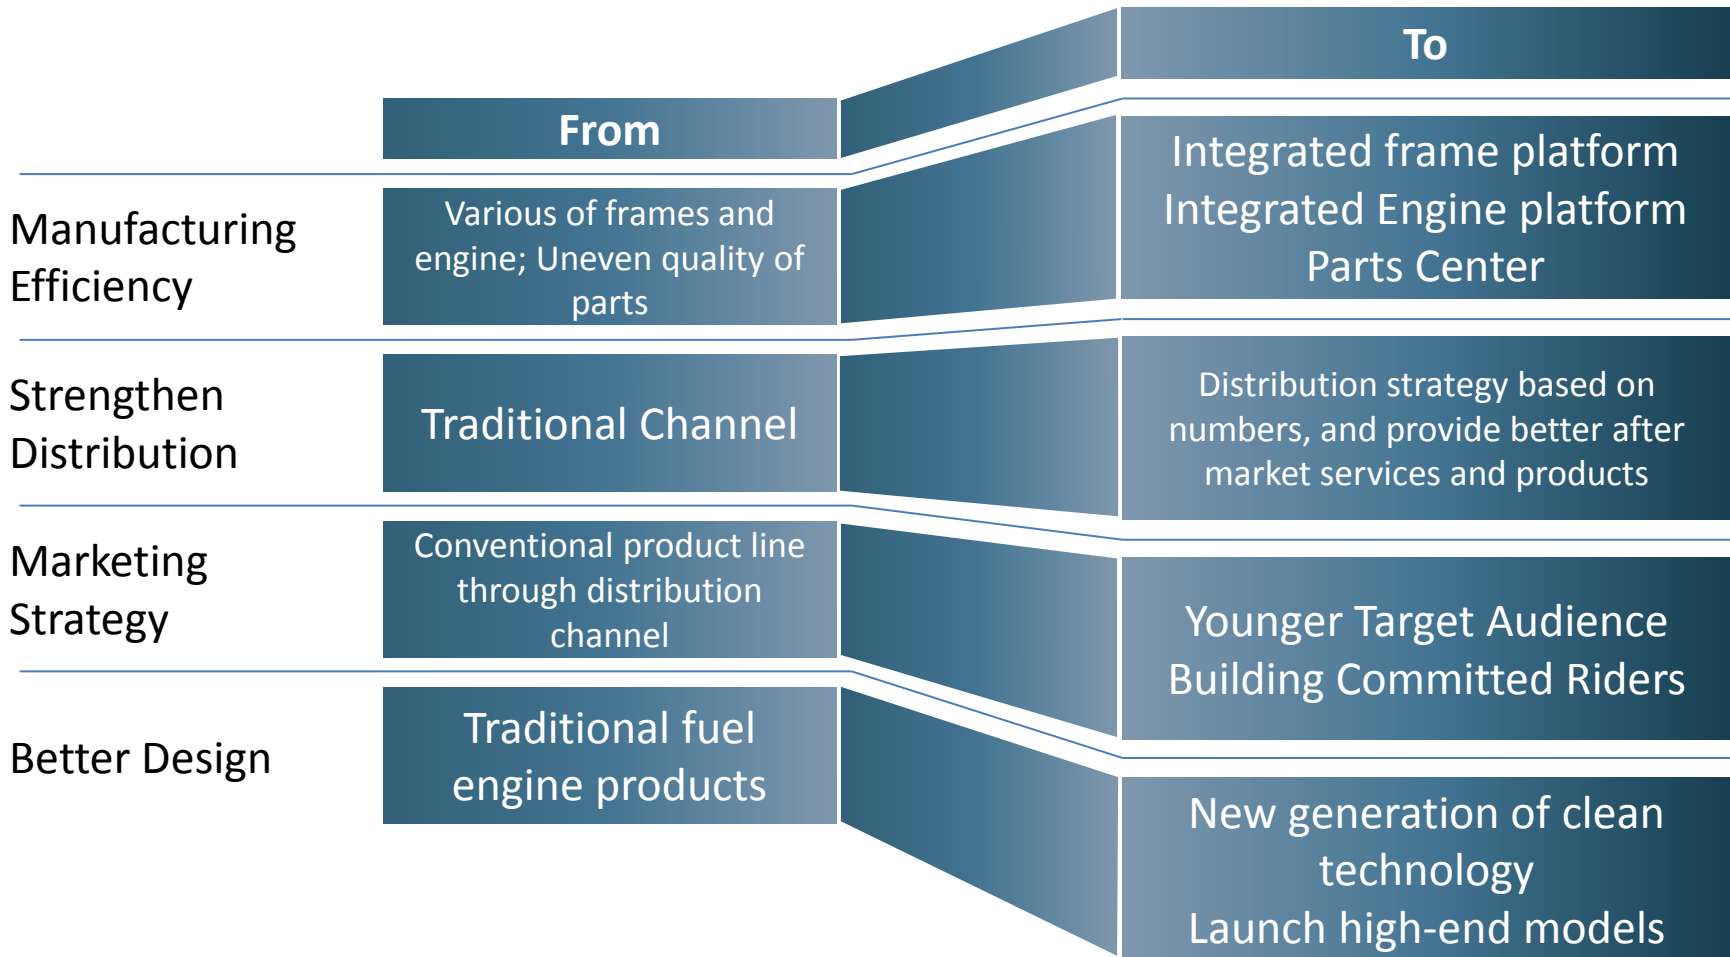 To
From
Manufacturing
Efficiency
Various of frames and
engine; Uneven quality of
parts
Integrated frame platform
Integrated Engine platform
Parts Center
Strengthen
Distribution
Traditional Channel
Distribution strategy based on
numbers, and provide better after
market services and products
Marketing
Strategy
Conventional product line
through distribution
channel
Younger Target Audience
Building Committed Riders
Better Design
Traditional fuel
engine products
New generation of clean
technology
Launch high-end models